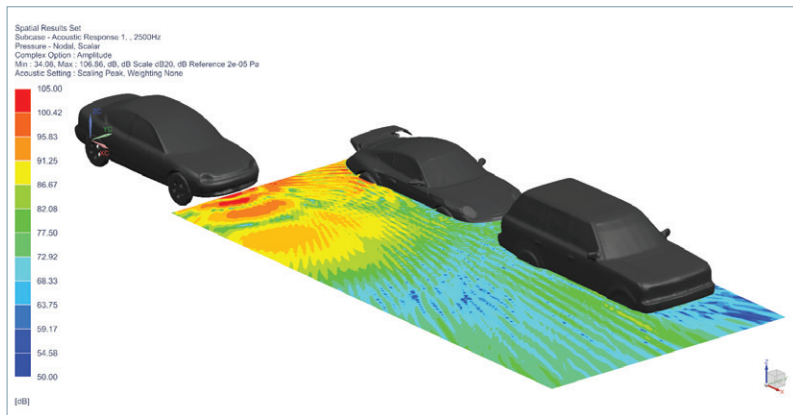 Spatial Results Set
Subcase - Acoustic Response 1, , 2500Hz
Pressure - Nodal, Scalar
Complex Option : Amplitude
Min : 34.08, Max : 106.86, dB, dB Scale dB20, dB Reference 2e-05 Pa
Acoustic Setting : Scaling Peak, Weighting None
105.00
100.42
95.83
91.25
86.67
82.08
77.50
72.92
68.33
63.75
59.17
54.58
50.00
[dB]
ZC
YC
XC
Z
Y
X